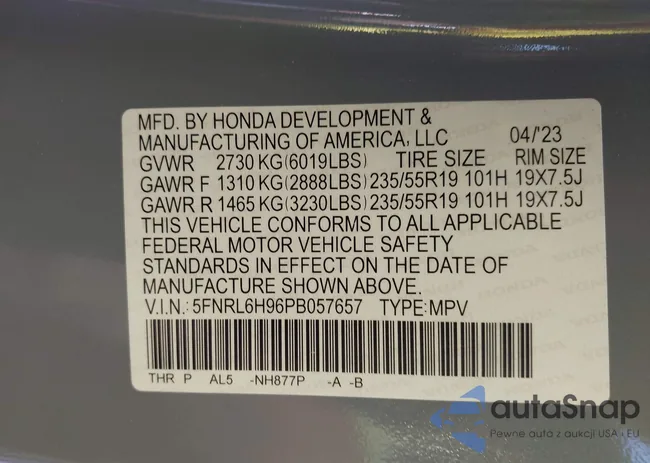 MFD. BY HONDA DEVELOPMENT &
MANUFACTURING OF AMERICA, LLC 04/'23
GVWR 2730 KG(6019LBS) TIRE SIZE RIM SIZE
GAWR F 1310 KG(2888LBS) 235/55R19 101H 19X7.5J
GAWR R 1465 KG(3230LBS) 235/55R19 101H 19X7.5J
THIS VEHICLE CONFORMS TO ALL APPLICABLE
FEDERAL MOTOR VEHICLE SAFETY
STANDARDS IN EFFECT ON THE DATE OF
MANUFACTURE SHOWN ABOVE.
V.I.N.: 5FNRL6H96PB057657 TYPE:MPV
THR P AL5 -NH877P -A -B
autaSnap
Pewne auta z aukcji USA i EU